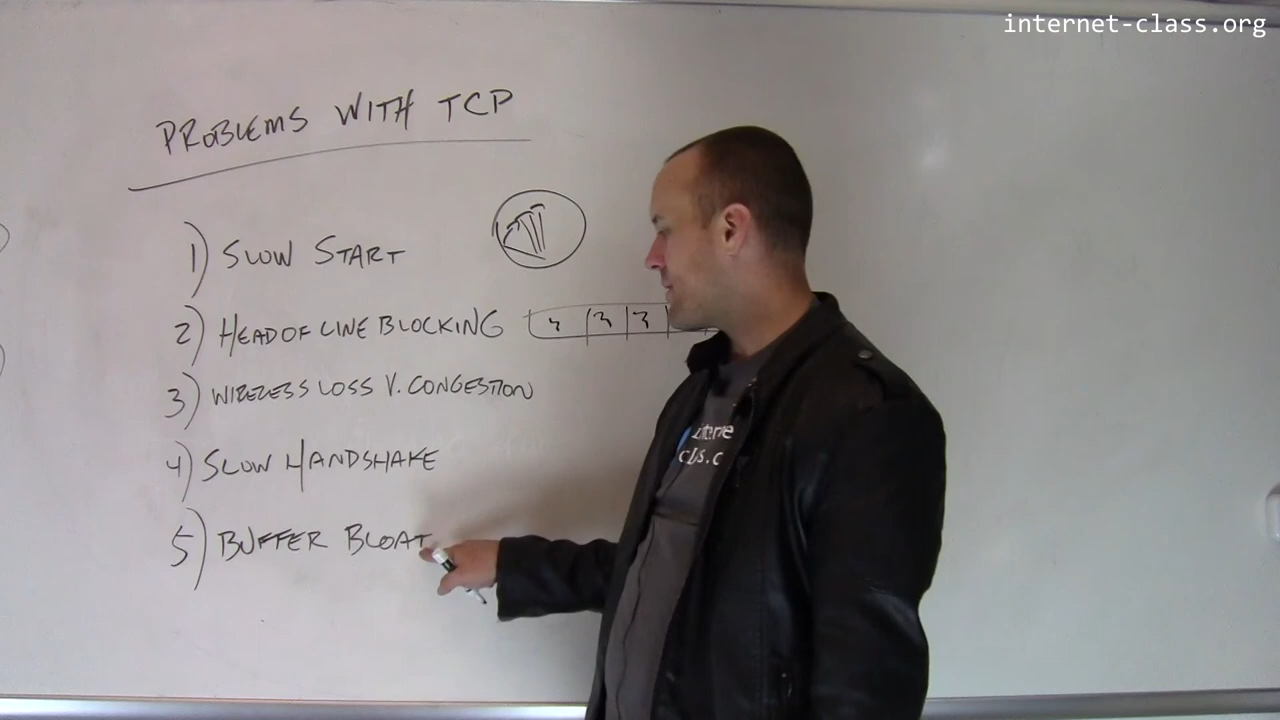 internet-class.org
PROBLEMS WITH TCP
1) SLOW START
2) HEAD OF LINE BLOCKING
3) WIRELESS LOSS V. CONGESTION
4) SLOW HANDSHAKE
5) BUFFER BLOAT